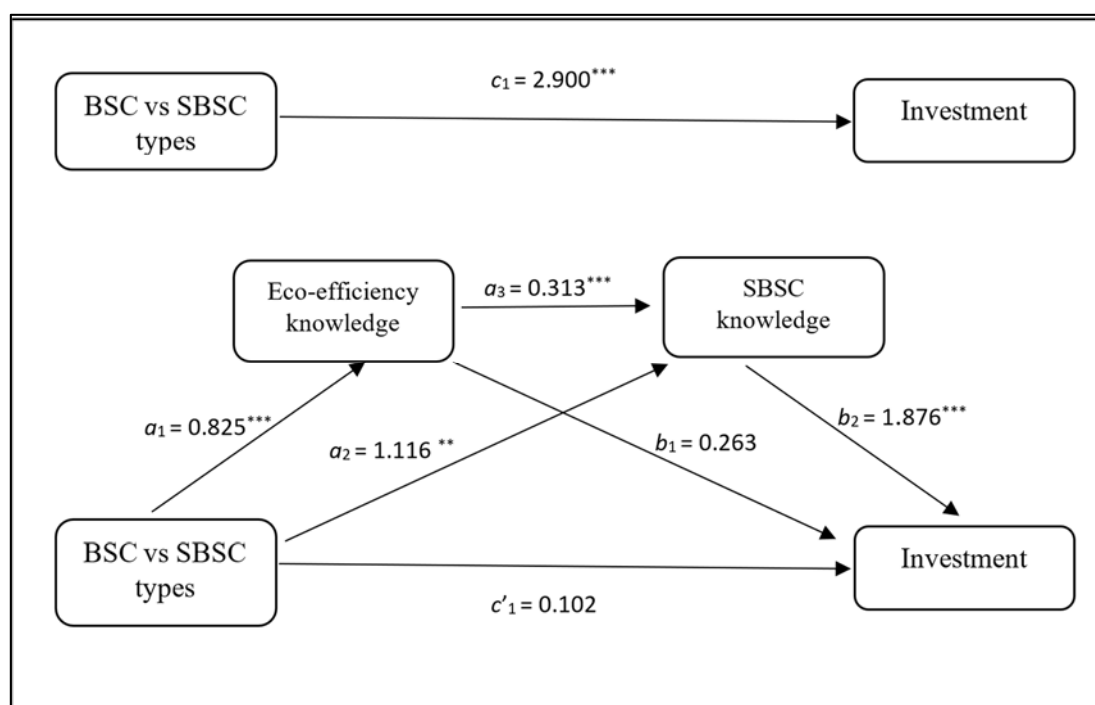 c₁ = 2.900***
BSC vs SBSC
types
Investment
Eco-efficiency
knowledge
a₃ = 0.313***
SBSC
knowledge
a₁ = 0.825***
a₂ = 1.116 **
b₁ = 0.263
b₂ = 1.876***
BSC vs SBSC
types
Investment
c'₁ = 0.102